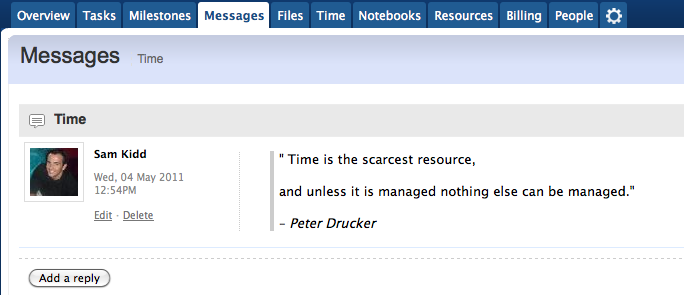 Overview Tasks Milestones Messages Files Time Notebooks Resources Billing People
Messages Time
Time
Sam Kidd
Wed, 04 May 2011
12:54PM
Edit - Delete
" Time is the scarcest resource,
and unless it is managed nothing else can be managed."
– Peter Drucker
Add a reply